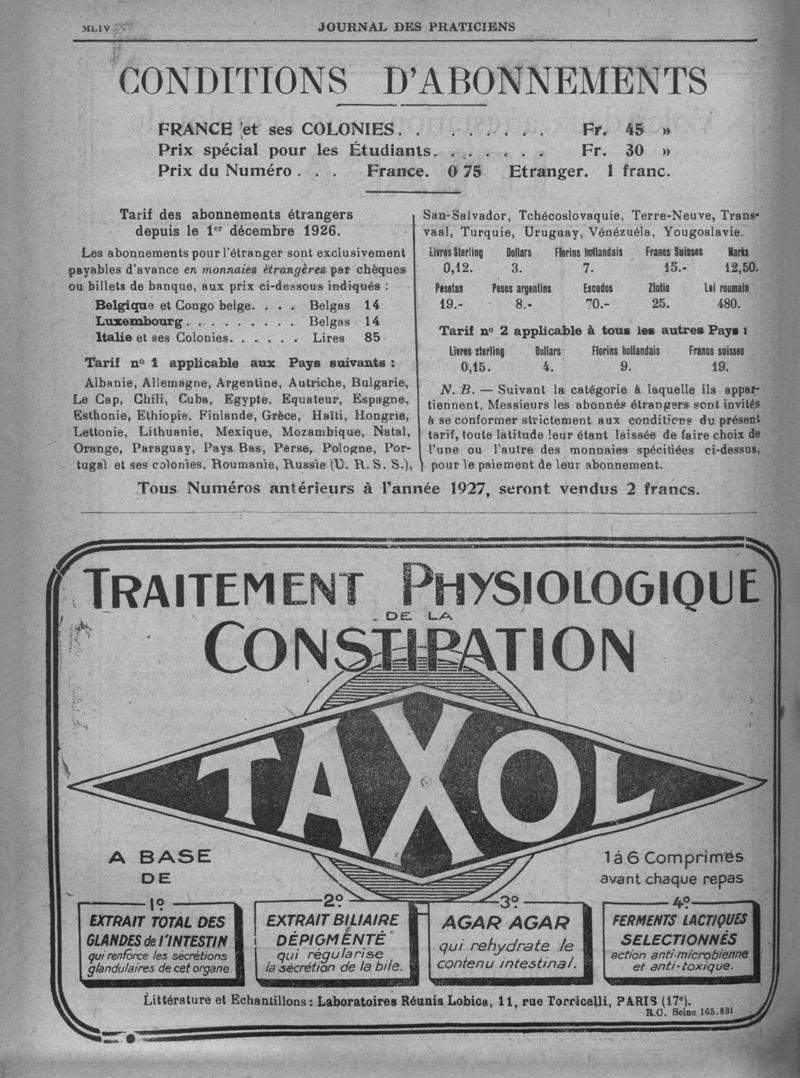 MLIV
JOURNAL DES PRATICIENS
CONDITIONS D'ABONNEMENTS
FRANCE et ses COLONIES. . . . . . . . . Fr. 45 »
Prix spécial pour les Étudiants. . . . . . . Fr. 30 »
Prix du Numéro . . . France. 0 75 Etranger. 1 franc.
Tarif des abonnements étrangers
depuis le 1er décembre 1926.
Les abonnements pour l'étranger sont exclusivement
payables d'avance en monnaies étrangères par chèques
ou billets de banque, aux prix ci-dessous indiqués :
Belgique et Congo belge. . . . Belgas 14
Luxembourg . . . . . . . . . Belgas 14
Italie et ses Colonies. . . . . . Lires 85
Tarif no 1 applicable aux Pays suivants :
Albanie, Allemagne, Argentine, Autriche, Bulgarie,
Le Cap, Chili, Cuba, Egypte, Equateur, Espagne,
Esthonie, Ethiopie, Finlande, Grèce, Haïti, Hongrie,
Lettonie, Lithuanie, Mexique, Mozambique, Natal,
Orange, Paraguay, Pays Bas, Perse, Pologne, Por-
tugal et ses colonies, Roumanie, Russie (U. R. S. S.),
San-Salvador, Tchécoslovaquie, Terre-Neuve, Trans-
vaal, Turquie, Uruguay, Vénézuéla, Yougoslavie.
Livres Sterling Dollars Florins hollandais Francs Suisses Marks
0,12. 3. 7. 15.- 12,50.
Pesetas Pesos argentins Escudos Zlotis Lei roumain
19.- 8.- 70.- 25. 480.
Tarif no 2 applicable à tous les autres Pays :
Livres sterling Dollars Florins hollandais Francs suisses
0,15. 4. 9. 19.
N. B. — Suivant la catégorie à laquelle ils appar-
tiennent, Messieurs les abonnés étrangers sont invités
à se conformer strictement aux conditions du présent
tarif, toute latitude leur étant laissée de faire choix de
l'une ou l'autre des monnaies spécifiées ci-dessus,
pour le paiement de leur abonnement.
Tous Numéros antérieurs à l'année 1927, seront vendus 2 francs.
TRAITEMENT PHYSIOLOGIQUE
DE LA
CONSTIPATION
TAXOL
A BASE
DE
1 à 6 Comprimés
avant chaque repas
1o
EXTRAIT TOTAL DES
GLANDES de l'INTESTIN
qui renforce les sécrétions
glandulaires de cet organe.
2o
EXTRAIT BILIAIRE
DÉPIGMENTÉ
qui régularise
la sécrétion de la bile.
3o
AGAR AGAR
qui rehydrate le
contenu intestinal.
4o
FERMENTS LACTIQUES
SELECTIONNÉS
action anti-microbienne
et anti-toxique.
Littérature et Echantillons : Laboratoires Réunis Lobica, 11, rue Torricelli, PARIS (17e).
R.C. Seine 165.831